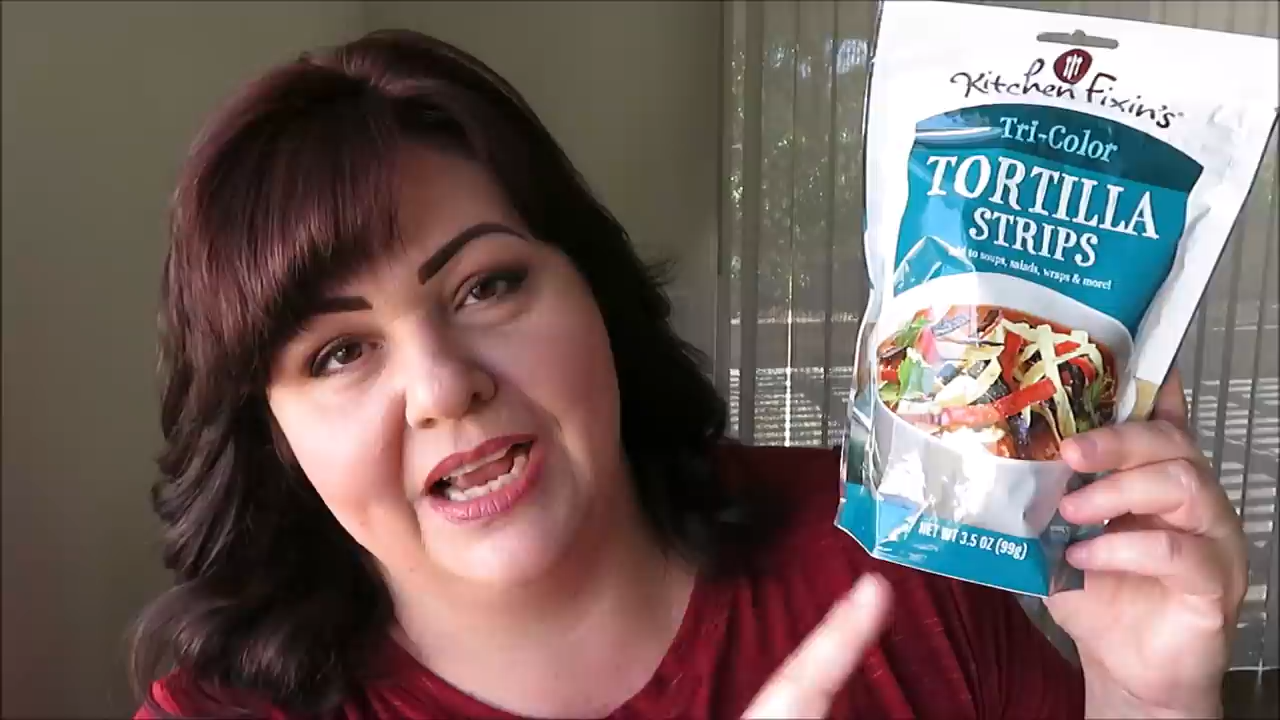 Kitchen Fixin's
Tri-Color
TORTILLA
STRIPS
to soups, salads, wraps & more!
NET WT 3.5 OZ (99g)